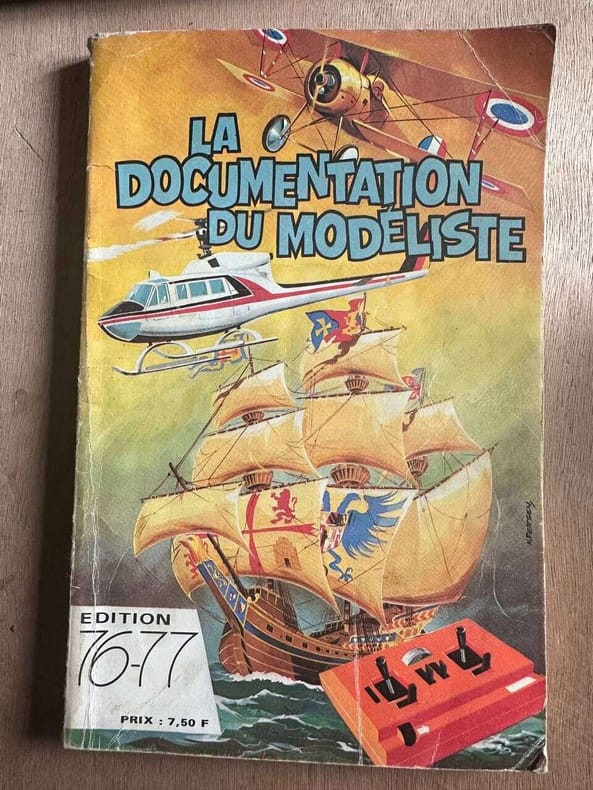 LA
DOCUMENTATION
DU MODÉLISTE
EDITION
76-77
PRIX : 7,50 F